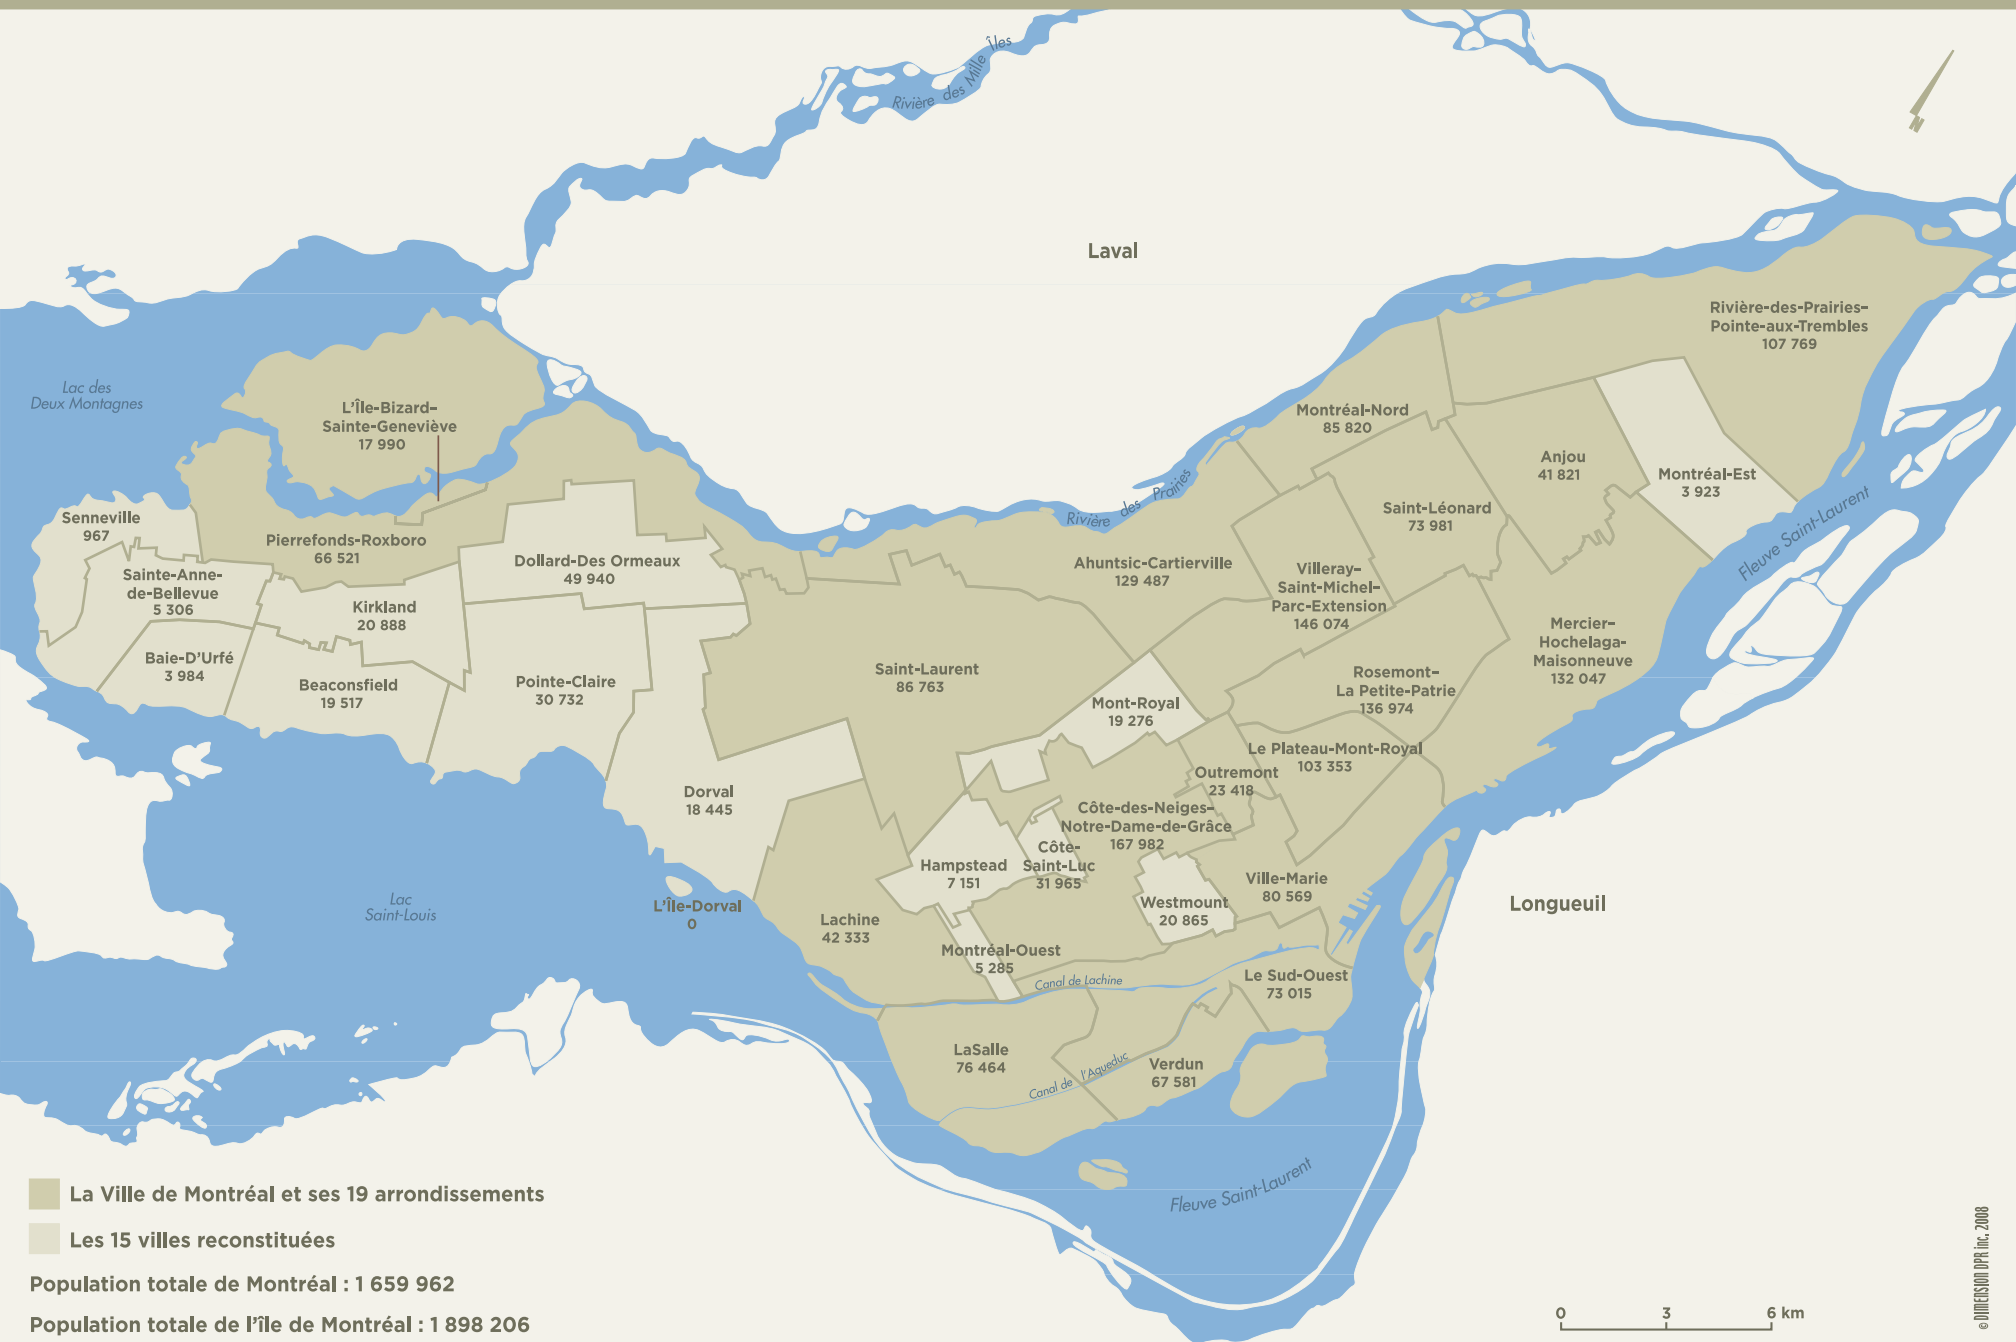 Rivière des Mille Îles
N
Laval
Rivière-des-Prairies–
Pointe-aux-Trembles
107 769
Lac des
Deux Montagnes
L'Île-Bizard–
Sainte-Geneviève
17 990
Montréal-Nord
85 820
Anjou
41 821
Montréal-Est
3 923
Senneville
967
Pierrefonds-Roxboro
66 521
Rivière des Prairies
Saint-Léonard
73 981
Fleuve Saint-Laurent
Dollard-Des Ormeaux
49 940
Ahuntsic-Cartierville
129 487
Villeray–
Saint-Michel–
Parc-Extension
146 074
Sainte-Anne-
de-Bellevue
5 306
Kirkland
20 888
Mercier–
Hochelaga-
Maisonneuve
132 047
Baie-D'Urfé
3 984
Beaconsfield
19 517
Pointe-Claire
30 732
Saint-Laurent
86 763
Rosemont–
La Petite-Patrie
136 974
Mont-Royal
19 276
Le Plateau-Mont-Royal
103 353
Outremont
23 418
Dorval
18 445
Côte-des-Neiges–
Notre-Dame-de-Grâce
167 982
Hampstead
7 151
Côte-
Saint-Luc
31 965
Ville-Marie
80 569
Westmount
20 865
Longueuil
Lac
Saint-Louis
L'Île-Dorval
0
Lachine
42 333
Montréal-Ouest
5 285
Canal de Lachine
Le Sud-Ouest
73 015
LaSalle
76 464
Canal de l'Aqueduc
Verdun
67 581
Fleuve Saint-Laurent
La Ville de Montréal et ses 19 arrondissements
Les 15 villes reconstituées
Population totale de Montréal : 1 659 962
Population totale de l'île de Montréal : 1 898 206
0 3 6 km
© DIMENSION DPR inc. 2008